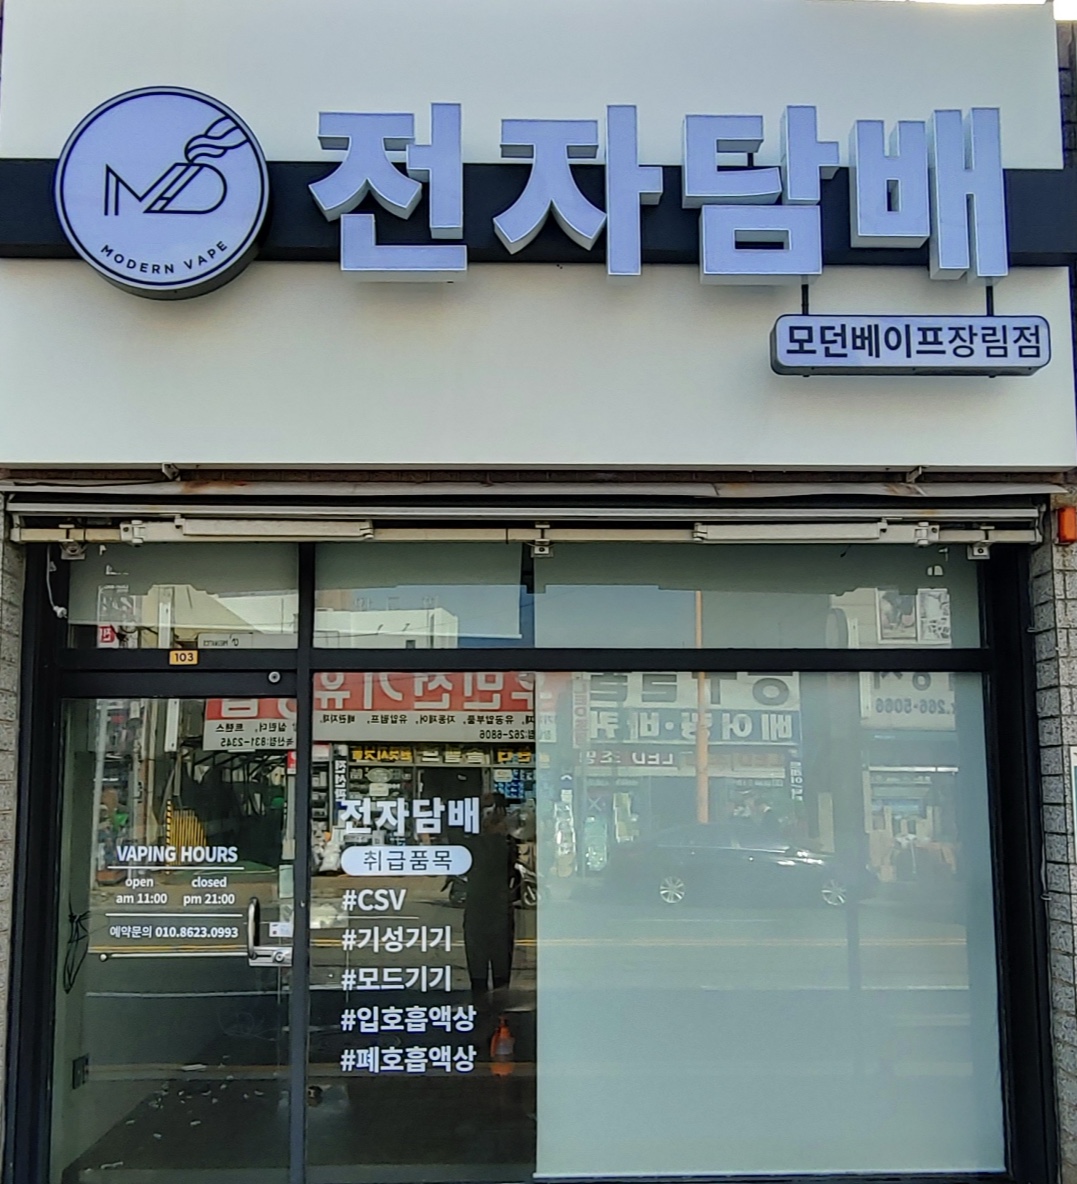 MD
MODERN VAPE
전자담배
모던베이프장림점
103
VAPING HOURS
open closed
am 11:00 pm 21:00
예약문의 010.8623.0993
전자담배
취급품목
#CSV
#기성기기
#모드기기
#입호흡액상
#폐호흡액상